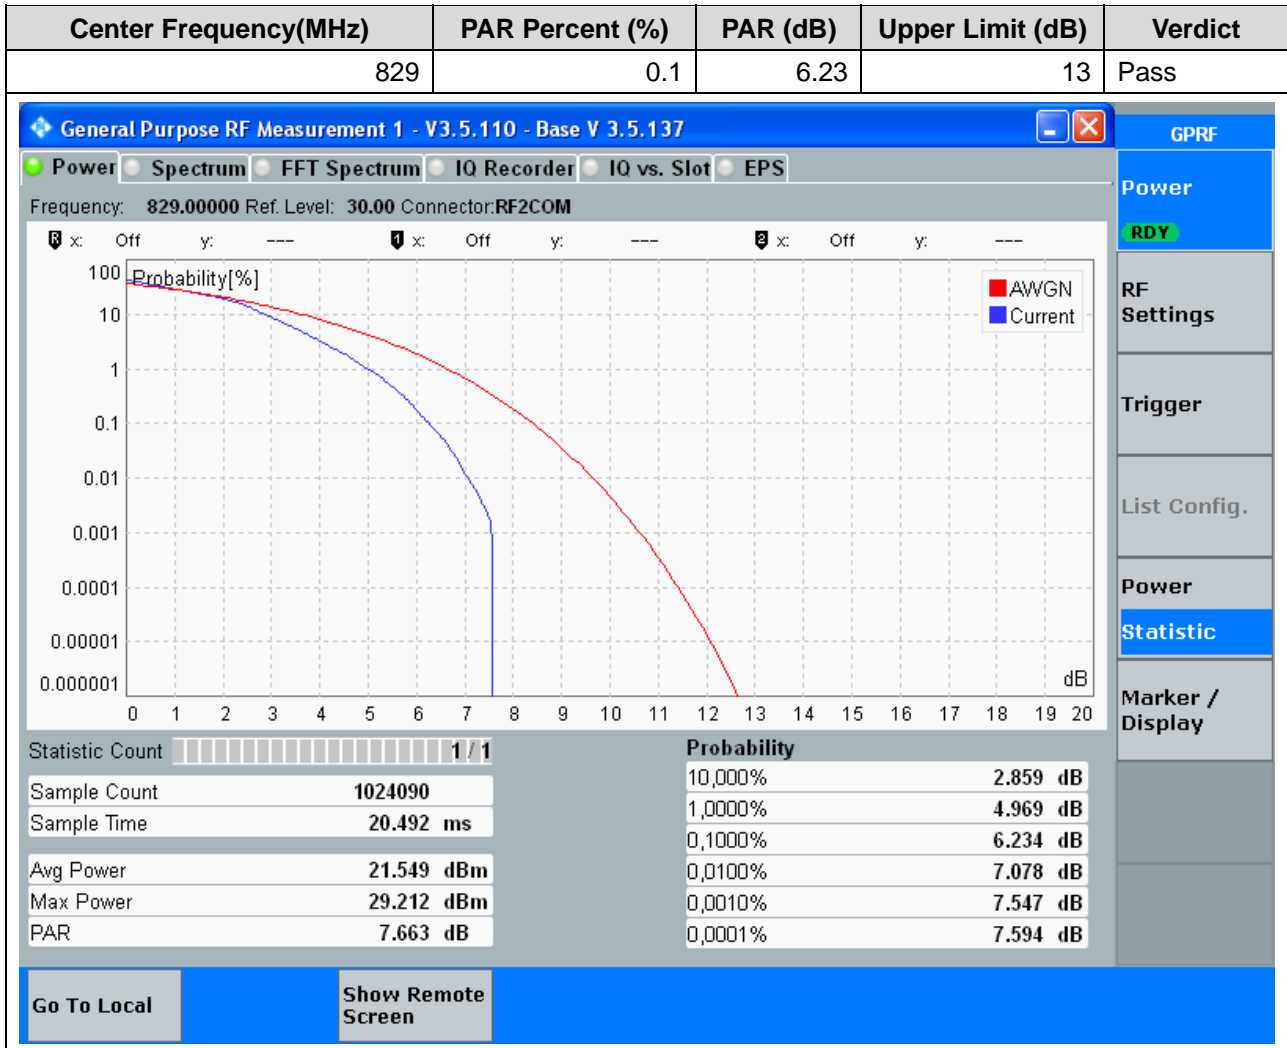 Center Frequency(MHz) PAR Percent (%) PAR (dB) Upper Limit (dB) Verdict
829 0.1 6.23 13 Pass
General Purpose RF Measurement 1 - V3.5.110 - Base V 3.5.137
GPRF
Power Spectrum FFT Spectrum IQ Recorder IQ vs. Slot EPS
Frequency: 829.00000 Ref. Level: 30.00 Connector:RF2COM
R x: Off y: --- 1 x: Off y: --- 2 x: Off y: ---
Probability[%]
AWGN
Current
100
10
1
0.1
0.01
0.001
0.0001
0.00001
0.000001
dB
0 1 2 3 4 5 6 7 8 9 10 11 12 13 14 15 16 17 18 19 20
Statistic Count 1 / 1
Sample Count 1024090
Sample Time 20.492 ms
Avg Power 21.549 dBm
Max Power 29.212 dBm
PAR 7.663 dB
Probability
10,000% 2.859 dB
1,0000% 4.969 dB
0,1000% 6.234 dB
0,0100% 7.078 dB
0,0010% 7.547 dB
0,0001% 7.594 dB
Power
RDY
RF
Settings
Trigger
List Config.
Power
Statistic
Marker /
Display
Go To Local
Show Remote
Screen